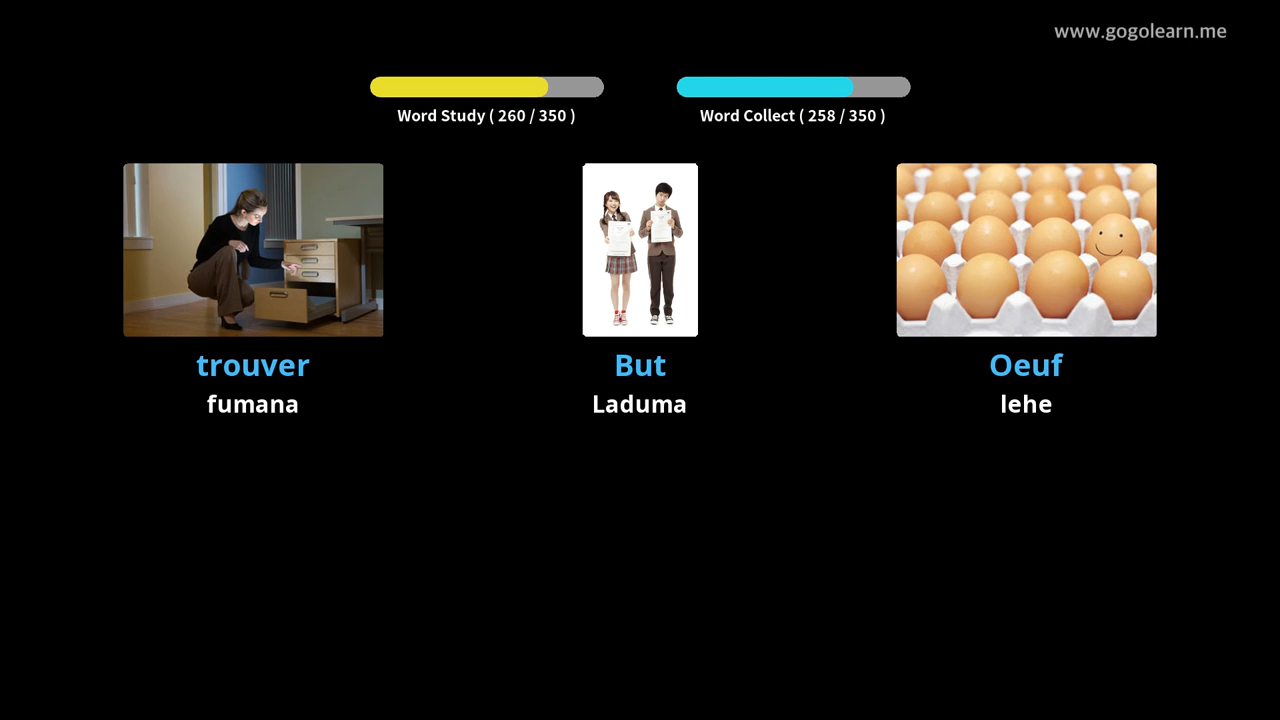 www.gogolearn.me
Word Study ( 260 / 350 )
Word Collect ( 258 / 350 )
trouver
fumana
But
Laduma
Oeuf
lehe